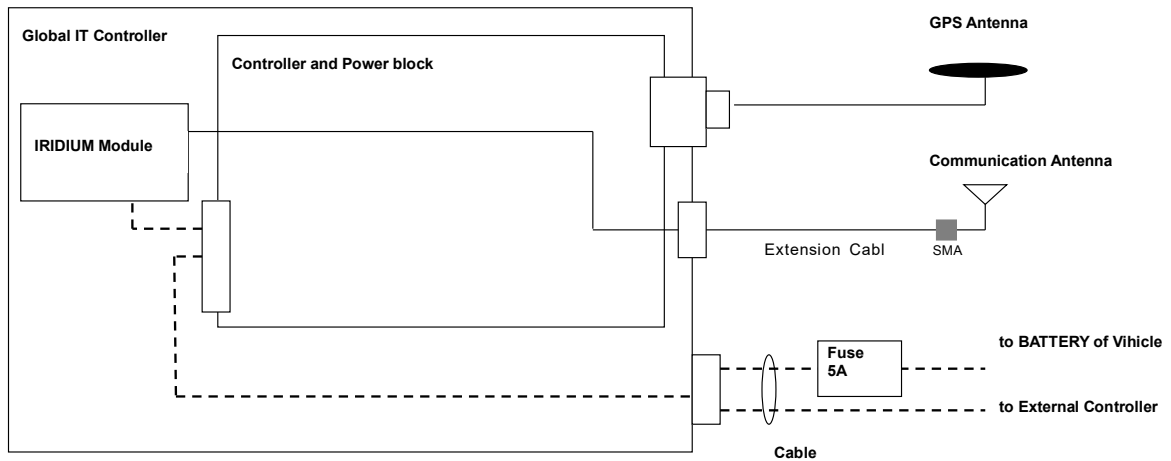 Global IT Controller
GPS Antenna
Controller and Power block
IRIDIUM Module
Communication Antenna
Extension Cabl
SMA
to BATTERY of Vihicle
Fuse
5A
to External Controller
Cable